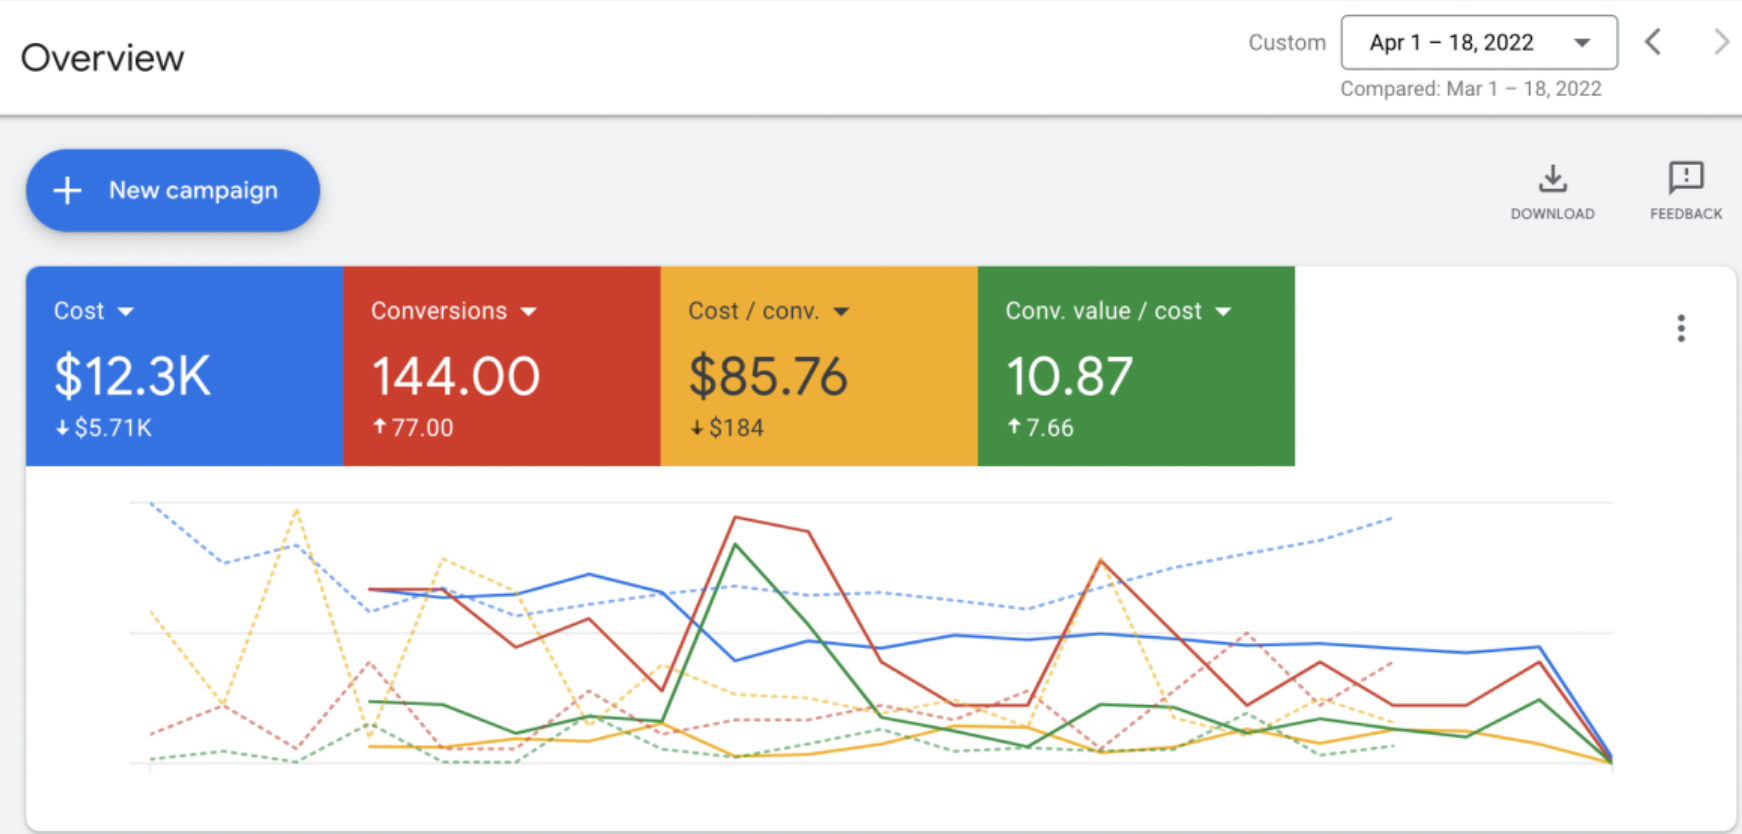 Overview
Custom
Apr 1 – 18, 2022
Compared: Mar 1 – 18, 2022
New campaign
DOWNLOAD
FEEDBACK
Cost
$12.3K
↓ $5.71K
Conversions
144.00
↑ 77.00
Cost / conv.
$85.76
↓ $184
Conv. value / cost
10.87
↑ 7.66